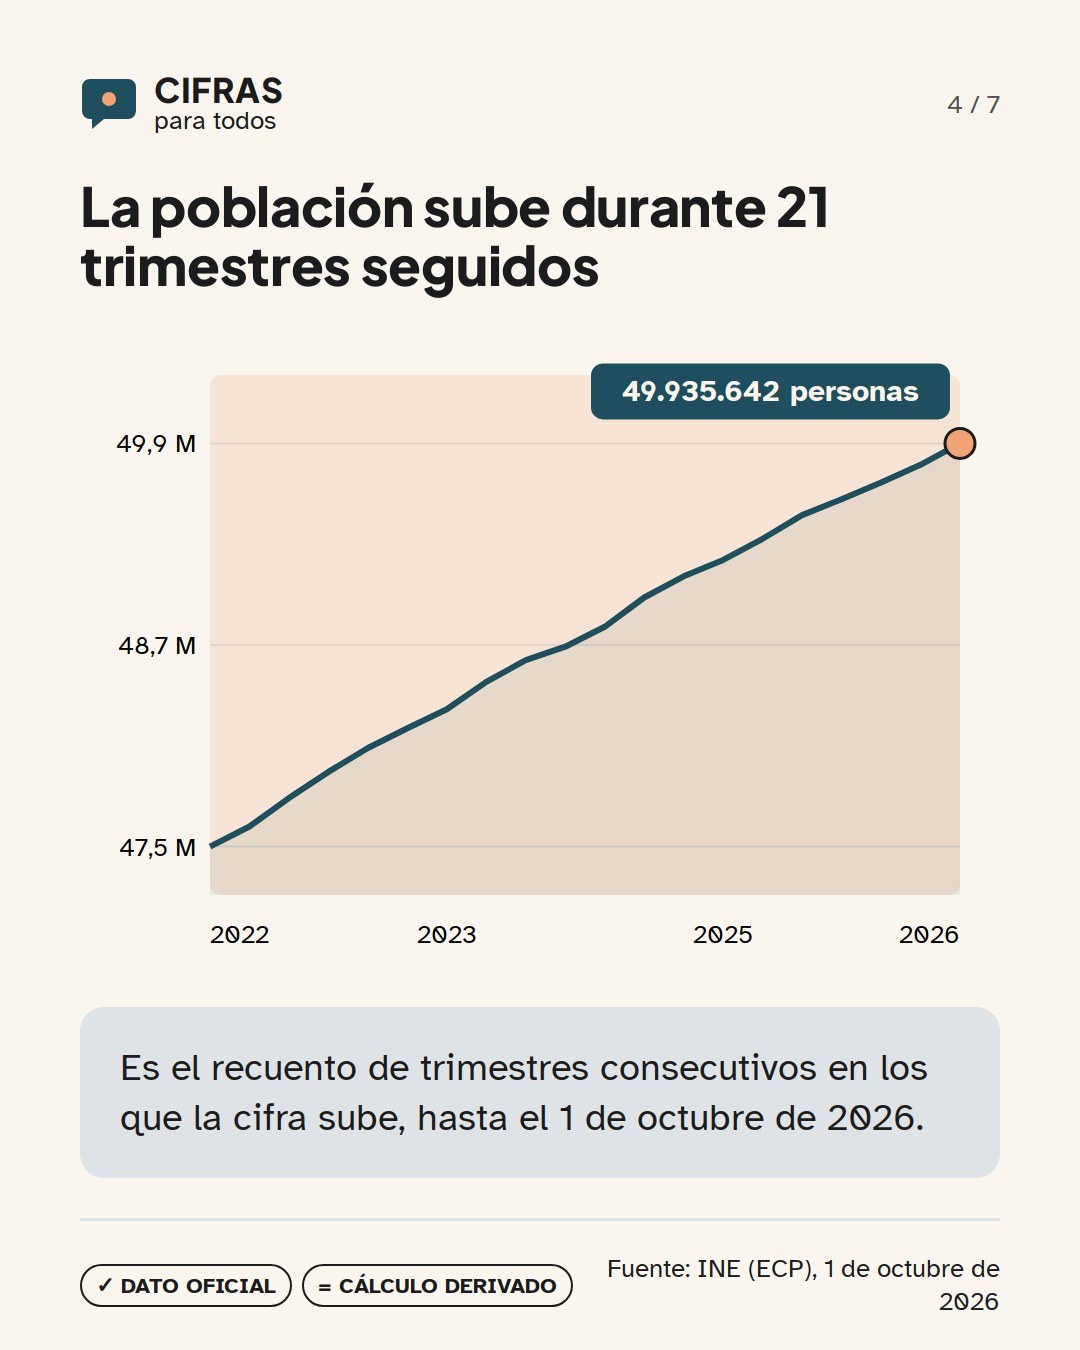 CIFRAS
para todos
4 / 7
La población sube durante 21
trimestres seguidos
49.935.642 personas
49,9 M
48,7 M
47,5 M
2022 2023 2025 2026
Es el recuento de trimestres consecutivos en los
que la cifra sube, hasta el 1 de octubre de 2026.
✓ DATO OFICIAL = CÁLCULO DERIVADO
Fuente: INE (ECP), 1 de octubre de
2026